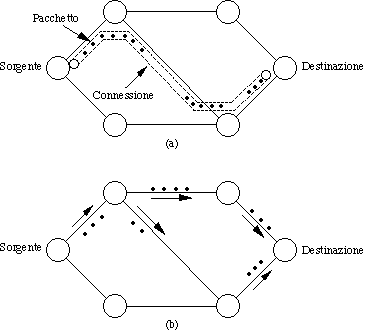 Pacchetto
Sorgente
Destinazione
Connessione
(a)
Sorgente
Destinazione
(b)